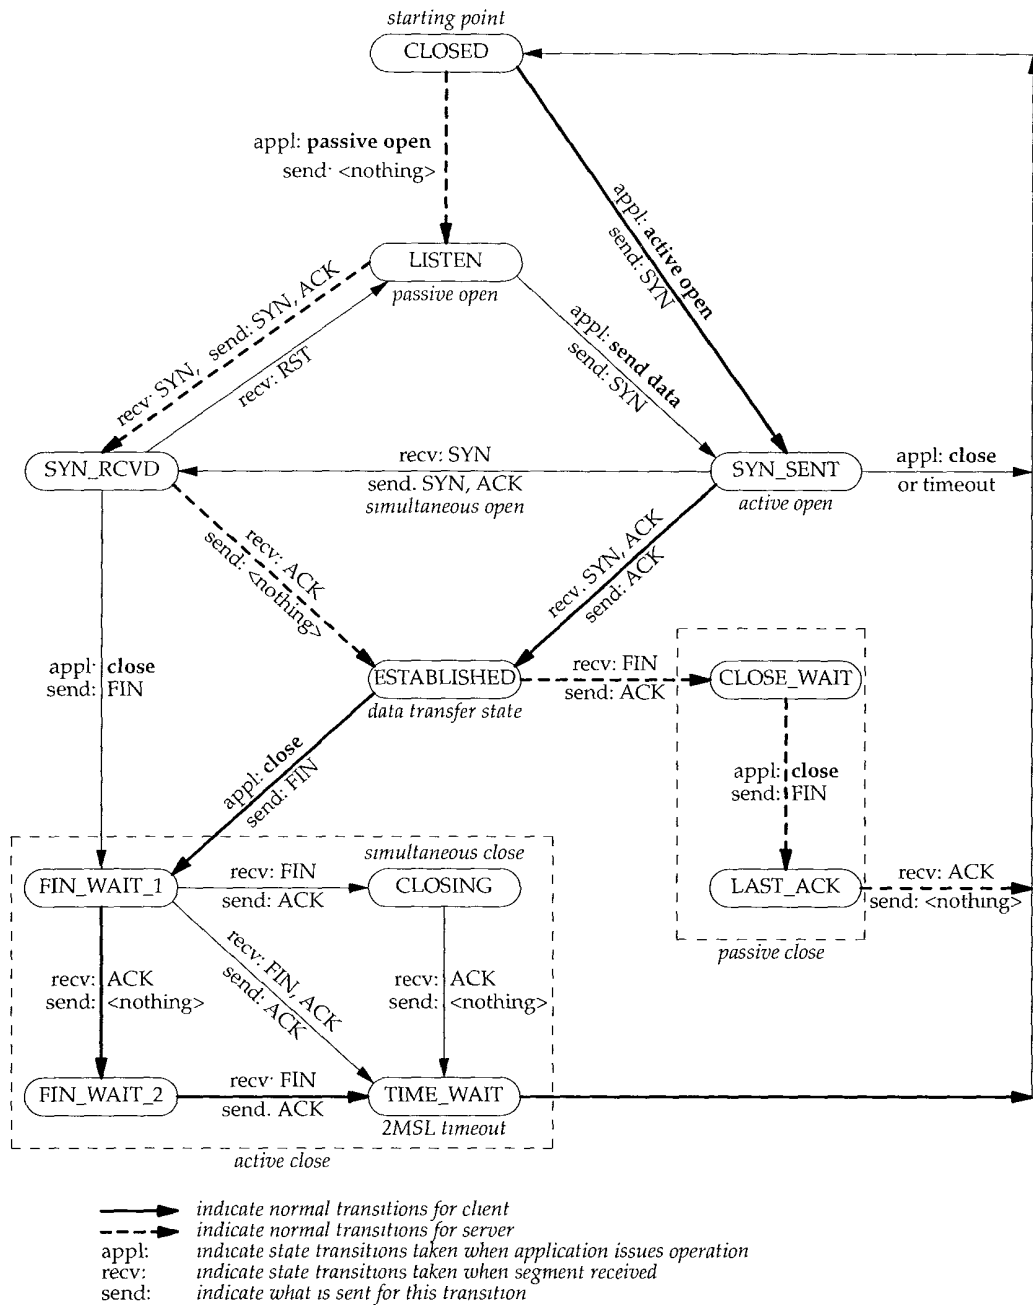 starting point
CLOSED
appl: passive open
send· <nothing>
appl: active open
send: SYN
LISTEN
passive open
recv· SYN, send: SYN, ACK
recv: RST
appl: send data
send: SYN
SYN_RCVD
recv: SYN
send. SYN, ACK
simultaneous open
SYN_SENT
active open
appl: close
or timeout
recv: ACK
send: <nothing>
recv. SYN, ACK
send: ACK
appl· close
send: FIN
ESTABLISHED
data transfer state
recv: FIN
send: ACK
CLOSE_WAIT
appl: close
send: FIN
appl: close
send: FIN
simultaneous close
FIN_WAIT_1
recv: FIN
send: ACK
CLOSING
LAST_ACK
recv: ACK
send: <nothing>
passive close
recv: ACK
send: <nothing>
recv: FIN, ACK
send: ACK
recv: ACK
send: <nothing>
FIN_WAIT_2
recv· FIN
send. ACK
TIME_WAIT
2MSL timeout
active close
indicate normal transitions for client
indicate normal transitions for server
appl: indicate state transitions taken when application issues operation
recv: indicate state transitions taken when segment received
send: indicate what is sent for this transition